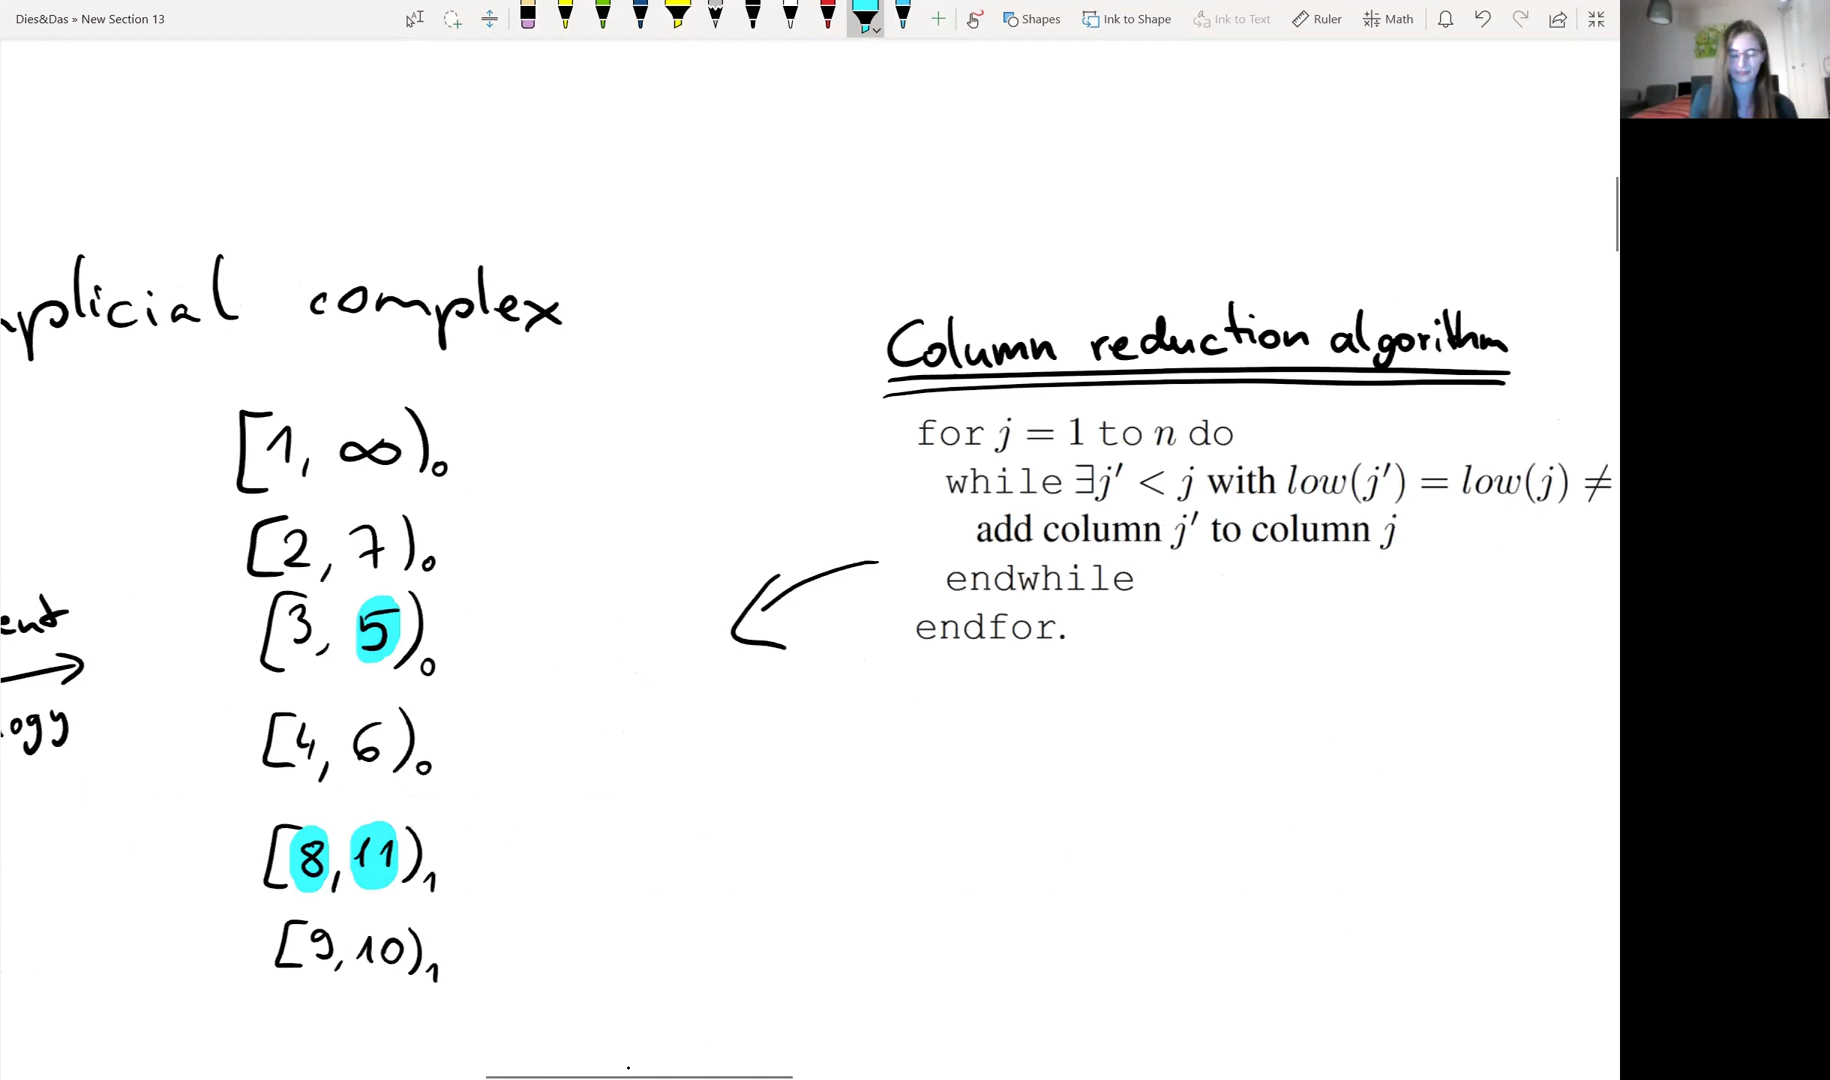 Dies&Das » New Section 13
Shapes
Ink to Shape
Ink to Text
Ruler
Math
plicial complex
[1, ∞)₀
[2, 7)₀
[3, 5)₀
ent
ogy
[4, 6)₀
[8, 11)₁
[9, 10)₁
Column reduction algorithm
for j = 1 to n do
while ∃j′ < j with low(j′) = low(j) ≠
add column j′ to column j
endwhile
endfor.